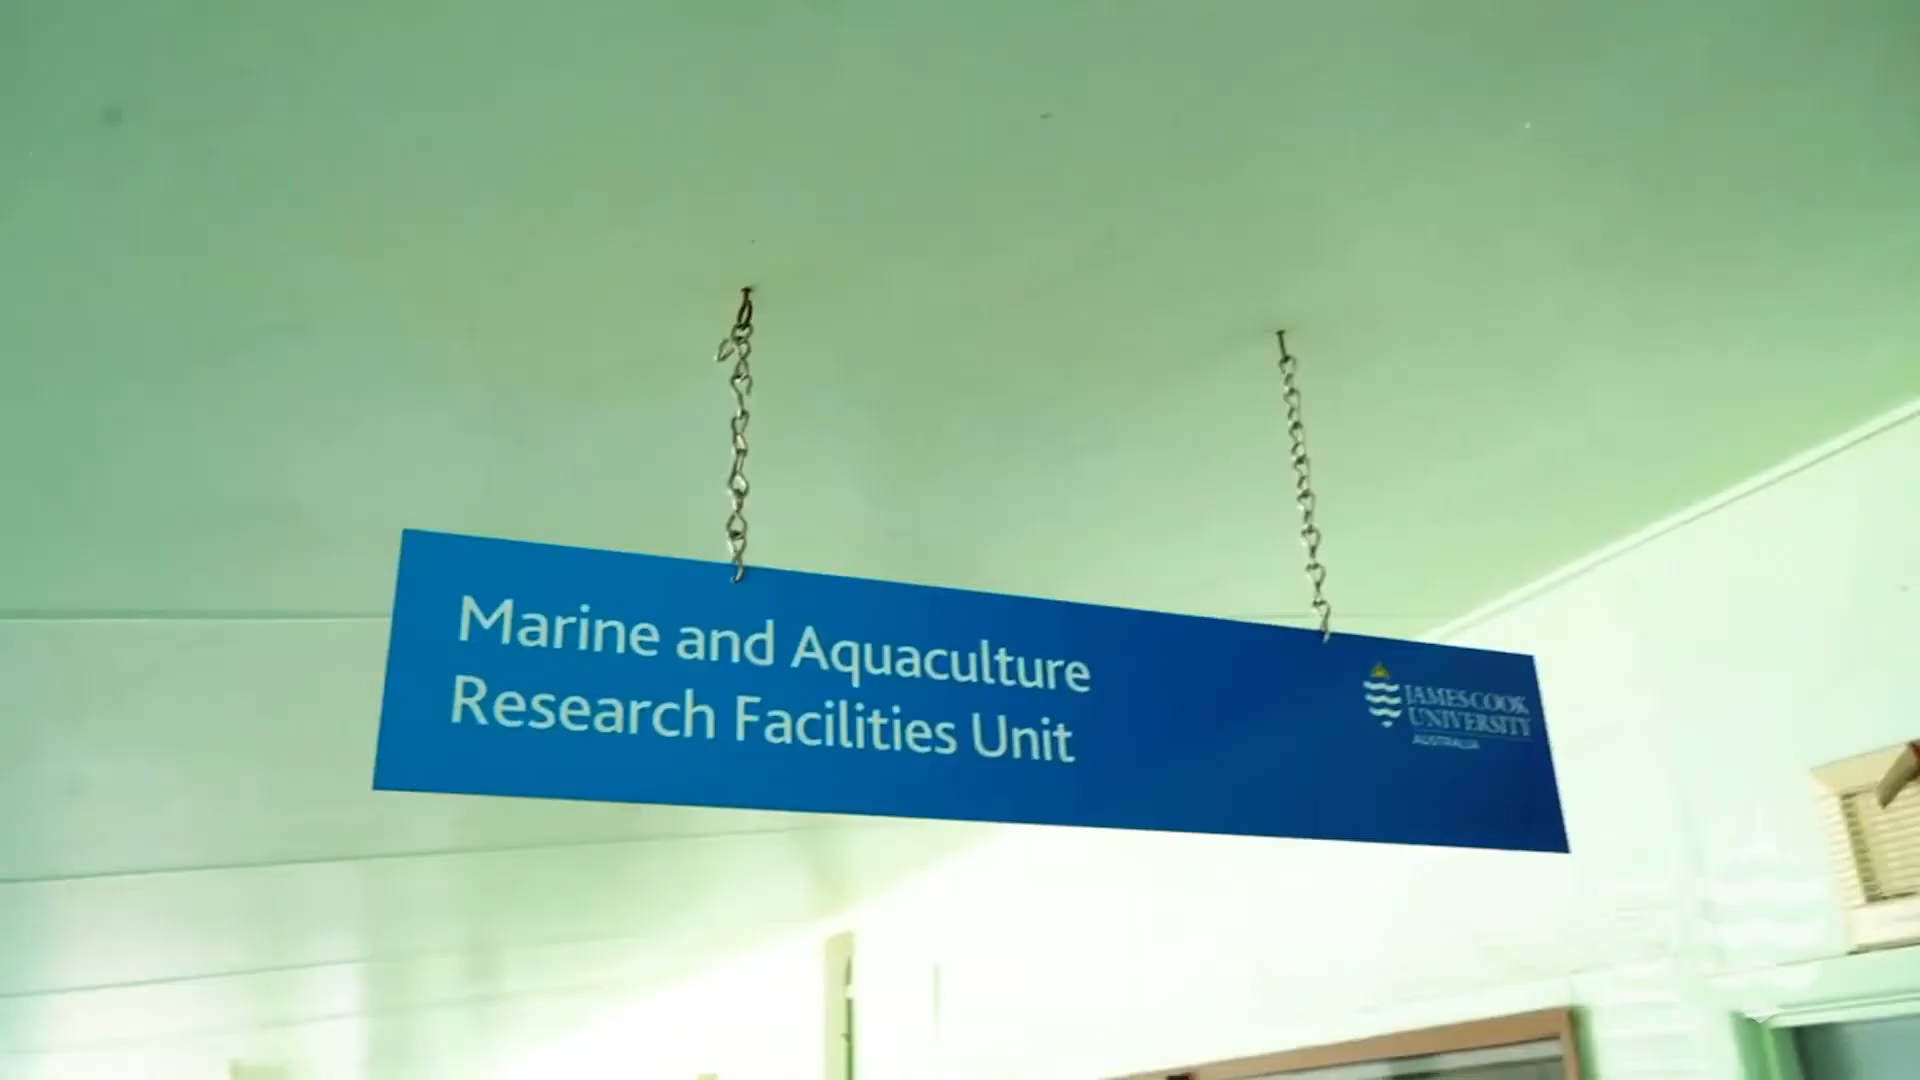 Marine and Aquaculture
Research Facilities Unit
JAMES COOK
UNIVERSITY
AUSTRALIA